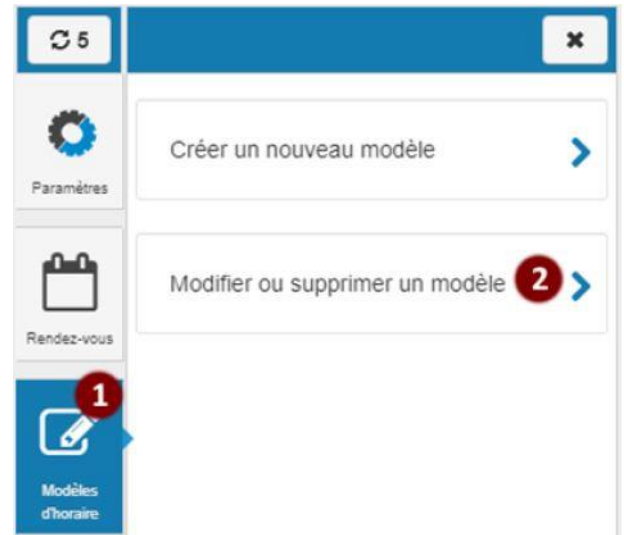 5
Créer un nouveau modèle
Paramètres
Modifier ou supprimer un modèle 2
Rendez-vous
1
Modèles
d'horaire